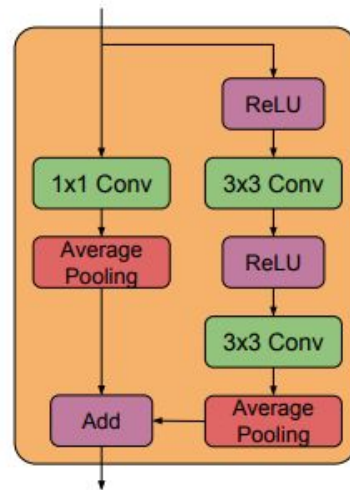 ReLU
1x1 Conv
3x3 Conv
Average
Pooling
ReLU
3x3 Conv
Add
Average
Pooling